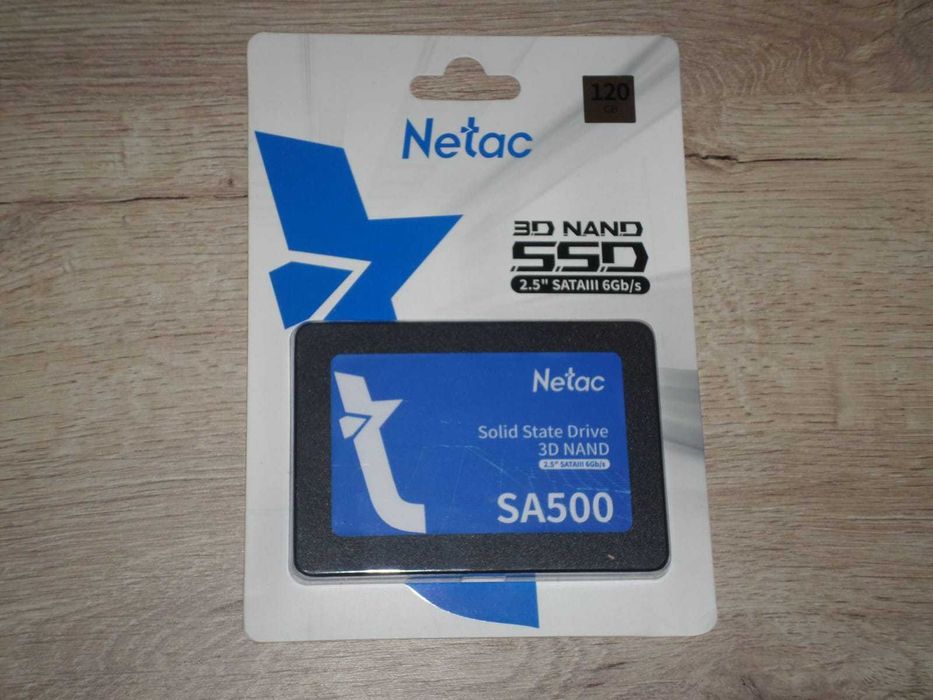 120
GB
Netac
3D NAND
SSD
2.5" SATAIII 6Gb/s
Netac
Solid State Drive
3D NAND
2.5" SATAIII 6Gb/s
SA500